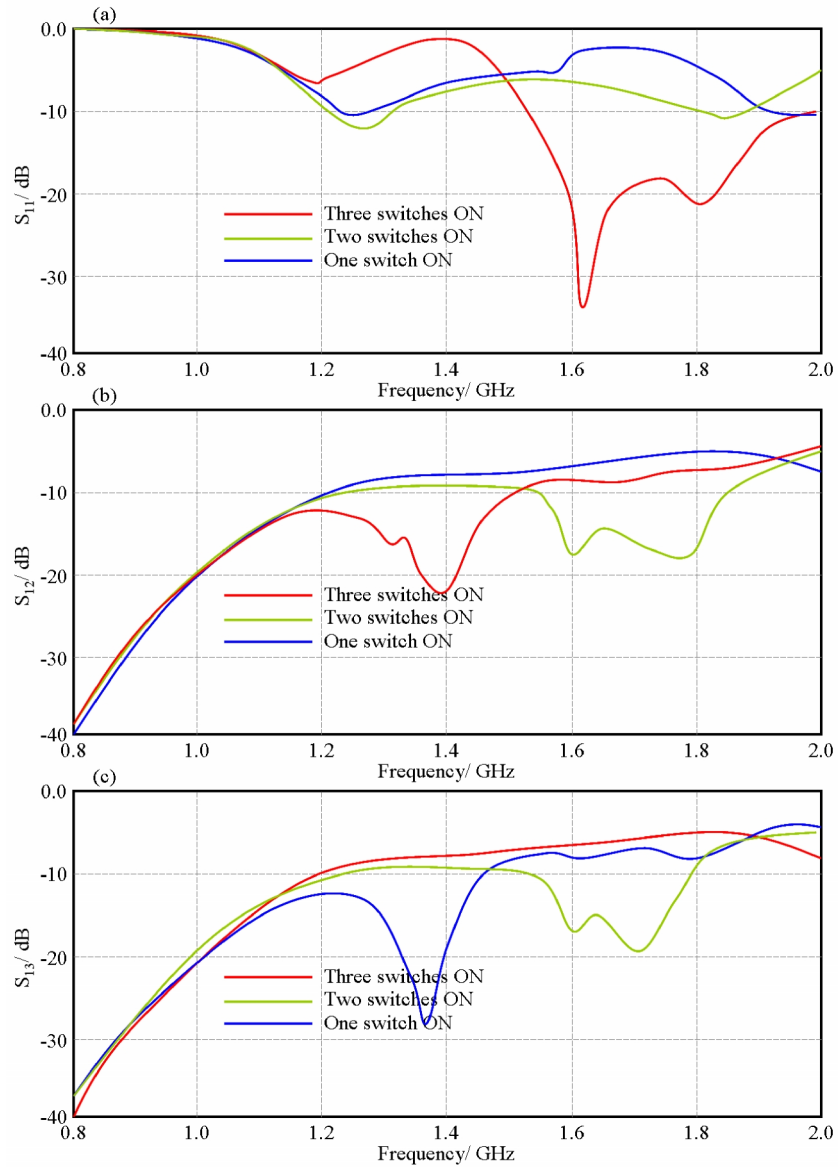 (a)
0.0
-10
-20
-30
-40
S11/ dB
Three switches ON
Two switches ON
One switch ON
0.8 1.0 1.2 1.4 1.6 1.8 2.0
Frequency/ GHz
(b)
0.0
-10
-20
-30
-40
S12/ dB
Three switches ON
Two switches ON
One switch ON
0.8 1.0 1.2 1.4 1.6 1.8 2.0
Frequency/ GHz
(c)
0.0
-10
-20
-30
-40
S13/ dB
Three switches ON
Two switches ON
One switch ON
0.8 1.0 1.2 1.4 1.6 1.8 2.0
Frequency/ GHz